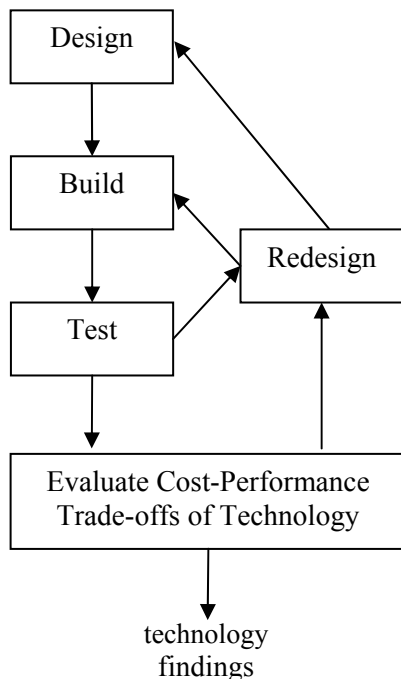 Design
Build
Redesign
Test
Evaluate Cost-Performance
Trade-offs of Technology
technology
findings